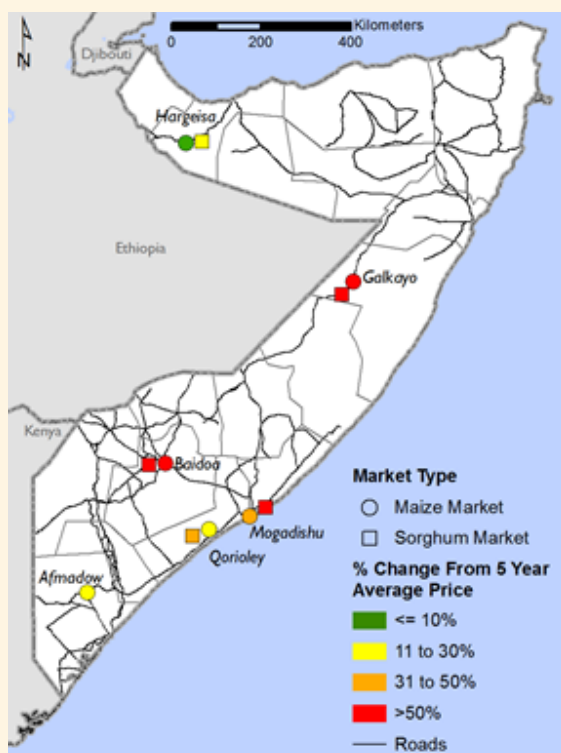 N
0
200
400
Kilometers
Djibouti
Hargeisa
Ethiopia
Galkayo
Kenya
Baidoa
Mogadishu
Qorioley
Afmadow
Market Type
Maize Market
Sorghum Market
% Change From 5 Year
Average Price
<= 10%
11 to 30%
31 to 50%
>50%
Roads